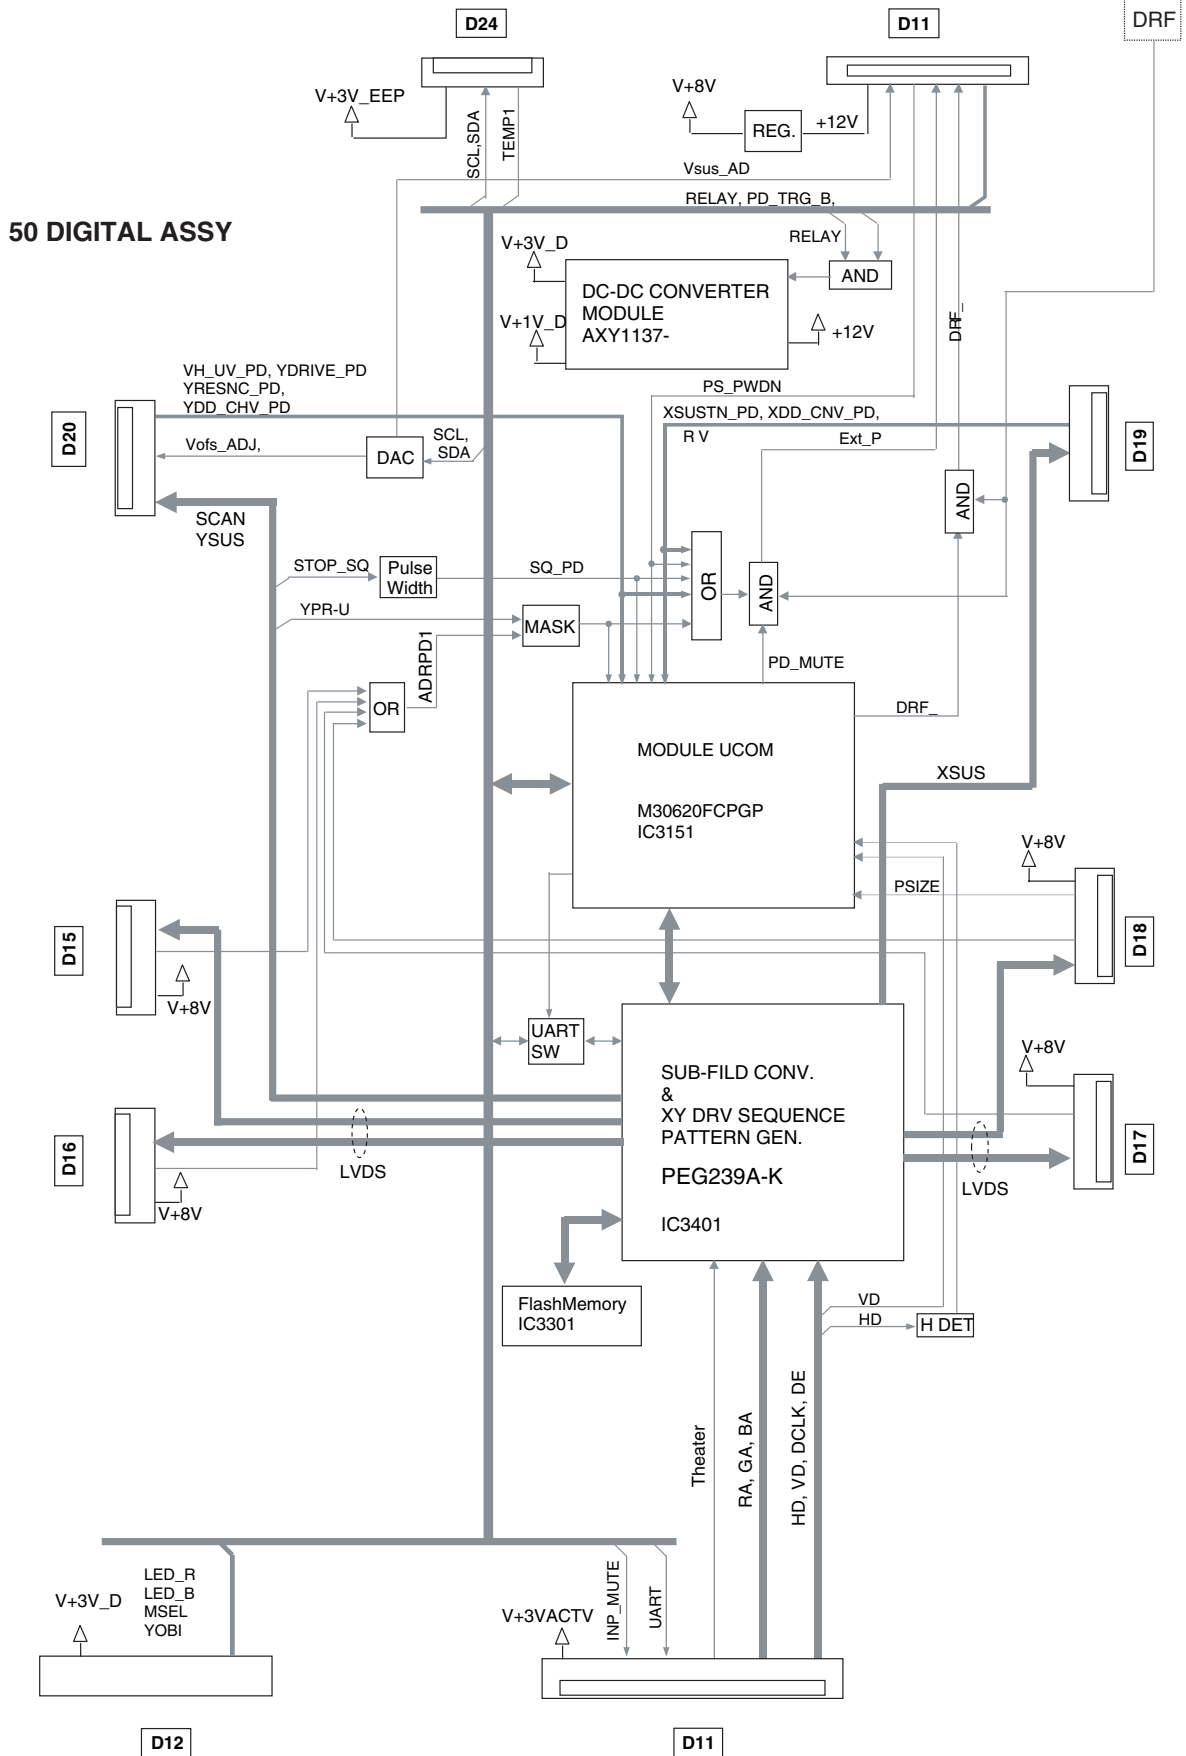 D24
D11
DRF
V+3V_EEP
SCL,SDA
TEMP1
V+8V
REG.
+12V
Vsus_AD
RELAY, PD_TRG_B,
50 DIGITAL ASSY
RELAY
AND
V+3V_D
DC-DC CONVERTER
MODULE
AXY1137-
V+1V_D
+12V
VH_UV_PD, YDRIVE_PD
YRESNC_PD,
YDD_CHV_PD
PS_PWDN
XSUSTN_PD, XDD_CNV_PD,
R V
Ext_P
D20
Vofs_ADJ,
DAC
SCL,
SDA
D19
SCAN
YSUS
AND
STOP_SQ
Pulse
Width
SQ_PD
OR
AND
YPR-U
MASK
ADRPD1
PD_MUTE
OR
DRF_
MODULE UCOM
M30620FCPGP
IC3151
XSUS
V+8V
PSIZE
D15
D18
V+8V
UART
SW
SUB-FILD CONV.
&
XY DRV SEQUENCE
PATTERN GEN.
PEG239A-K
IC3401
V+8V
D16
D17
LVDS
LVDS
V+8V
FlashMemory
IC3301
VD
HD
H DET
Theater
RA, GA, BA
HD, VD, DCLK, DE
LED_R
LED_B
MSEL
YOBI
V+3V_D
V+3VACTV
INP_MUTE
UART
D12
D11